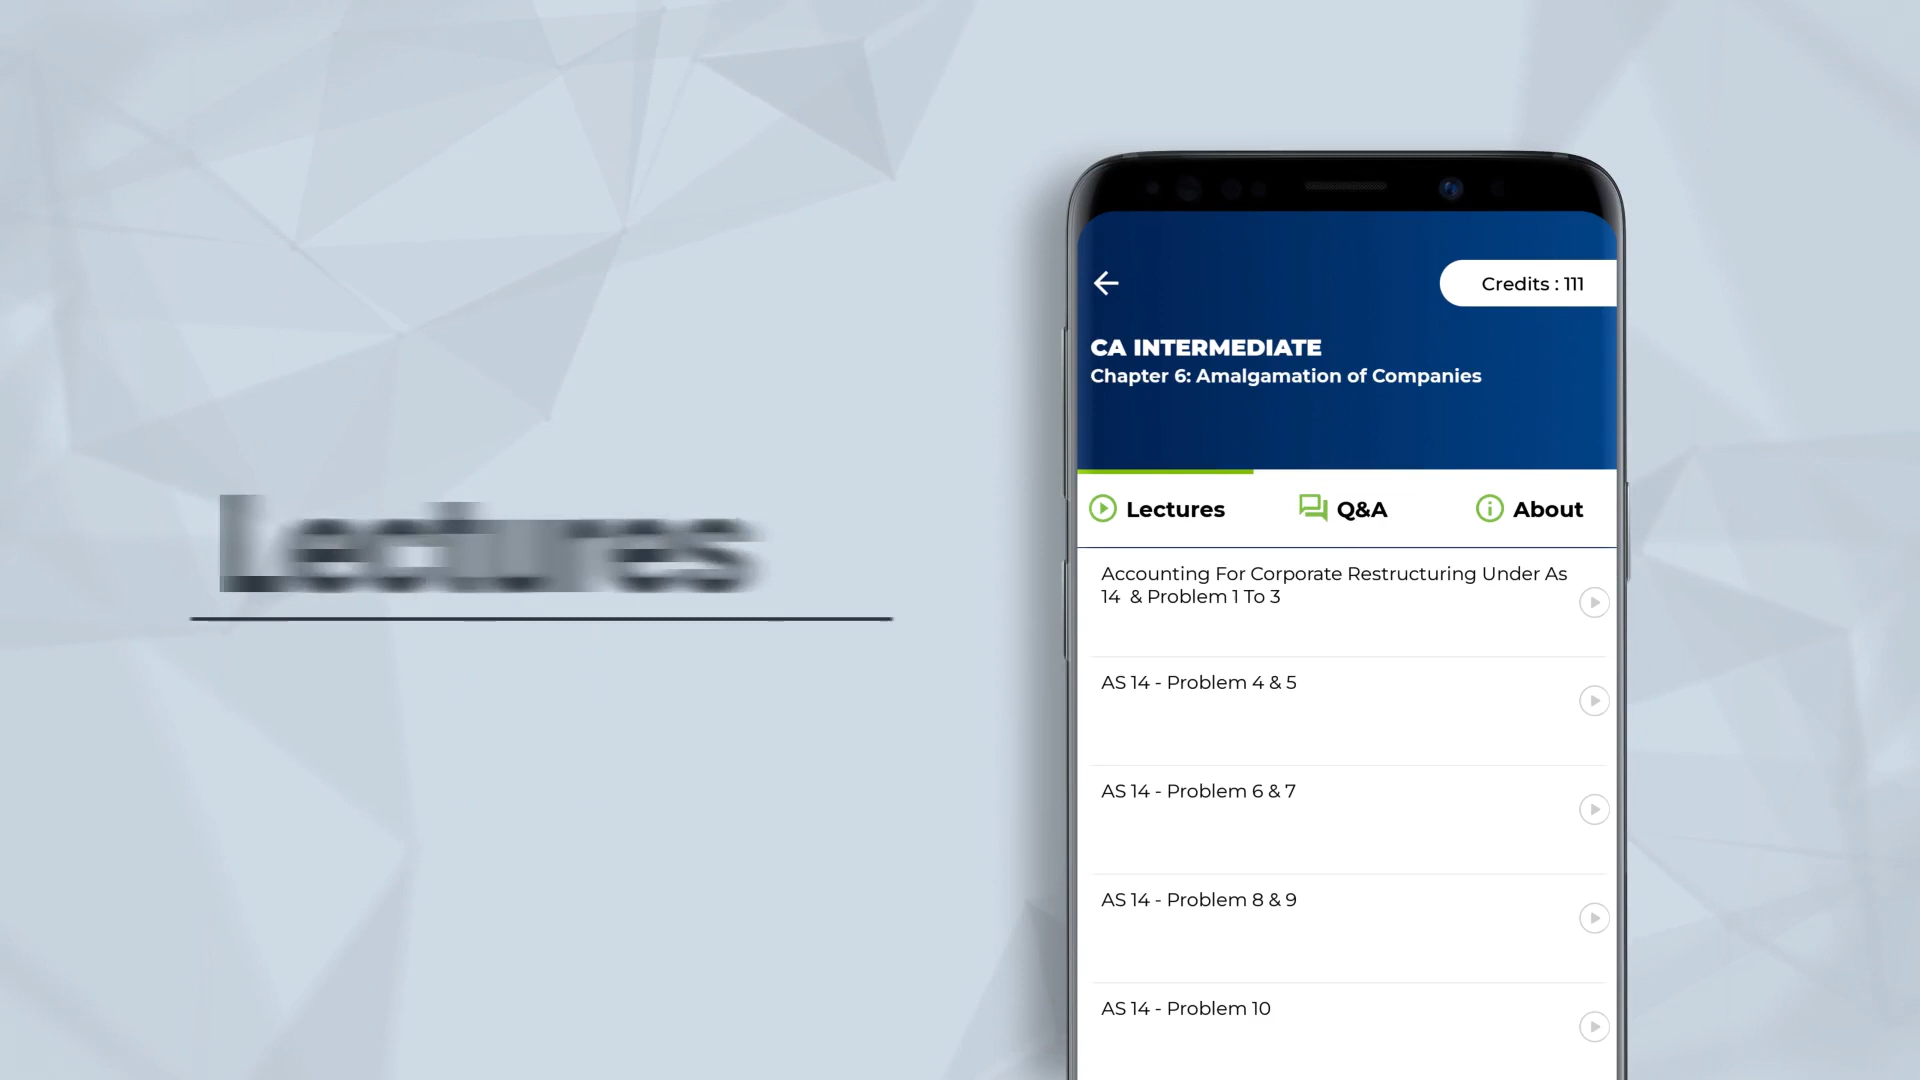 Lectures
Credits : 111
CA INTERMEDIATE
Chapter 6: Amalgamation of Companies
Lectures
Q&A
About
Accounting For Corporate Restructuring Under As
14 & Problem 1 To 3
AS 14 - Problem 4 & 5
AS 14 - Problem 6 & 7
AS 14 - Problem 8 & 9
AS 14 - Problem 10